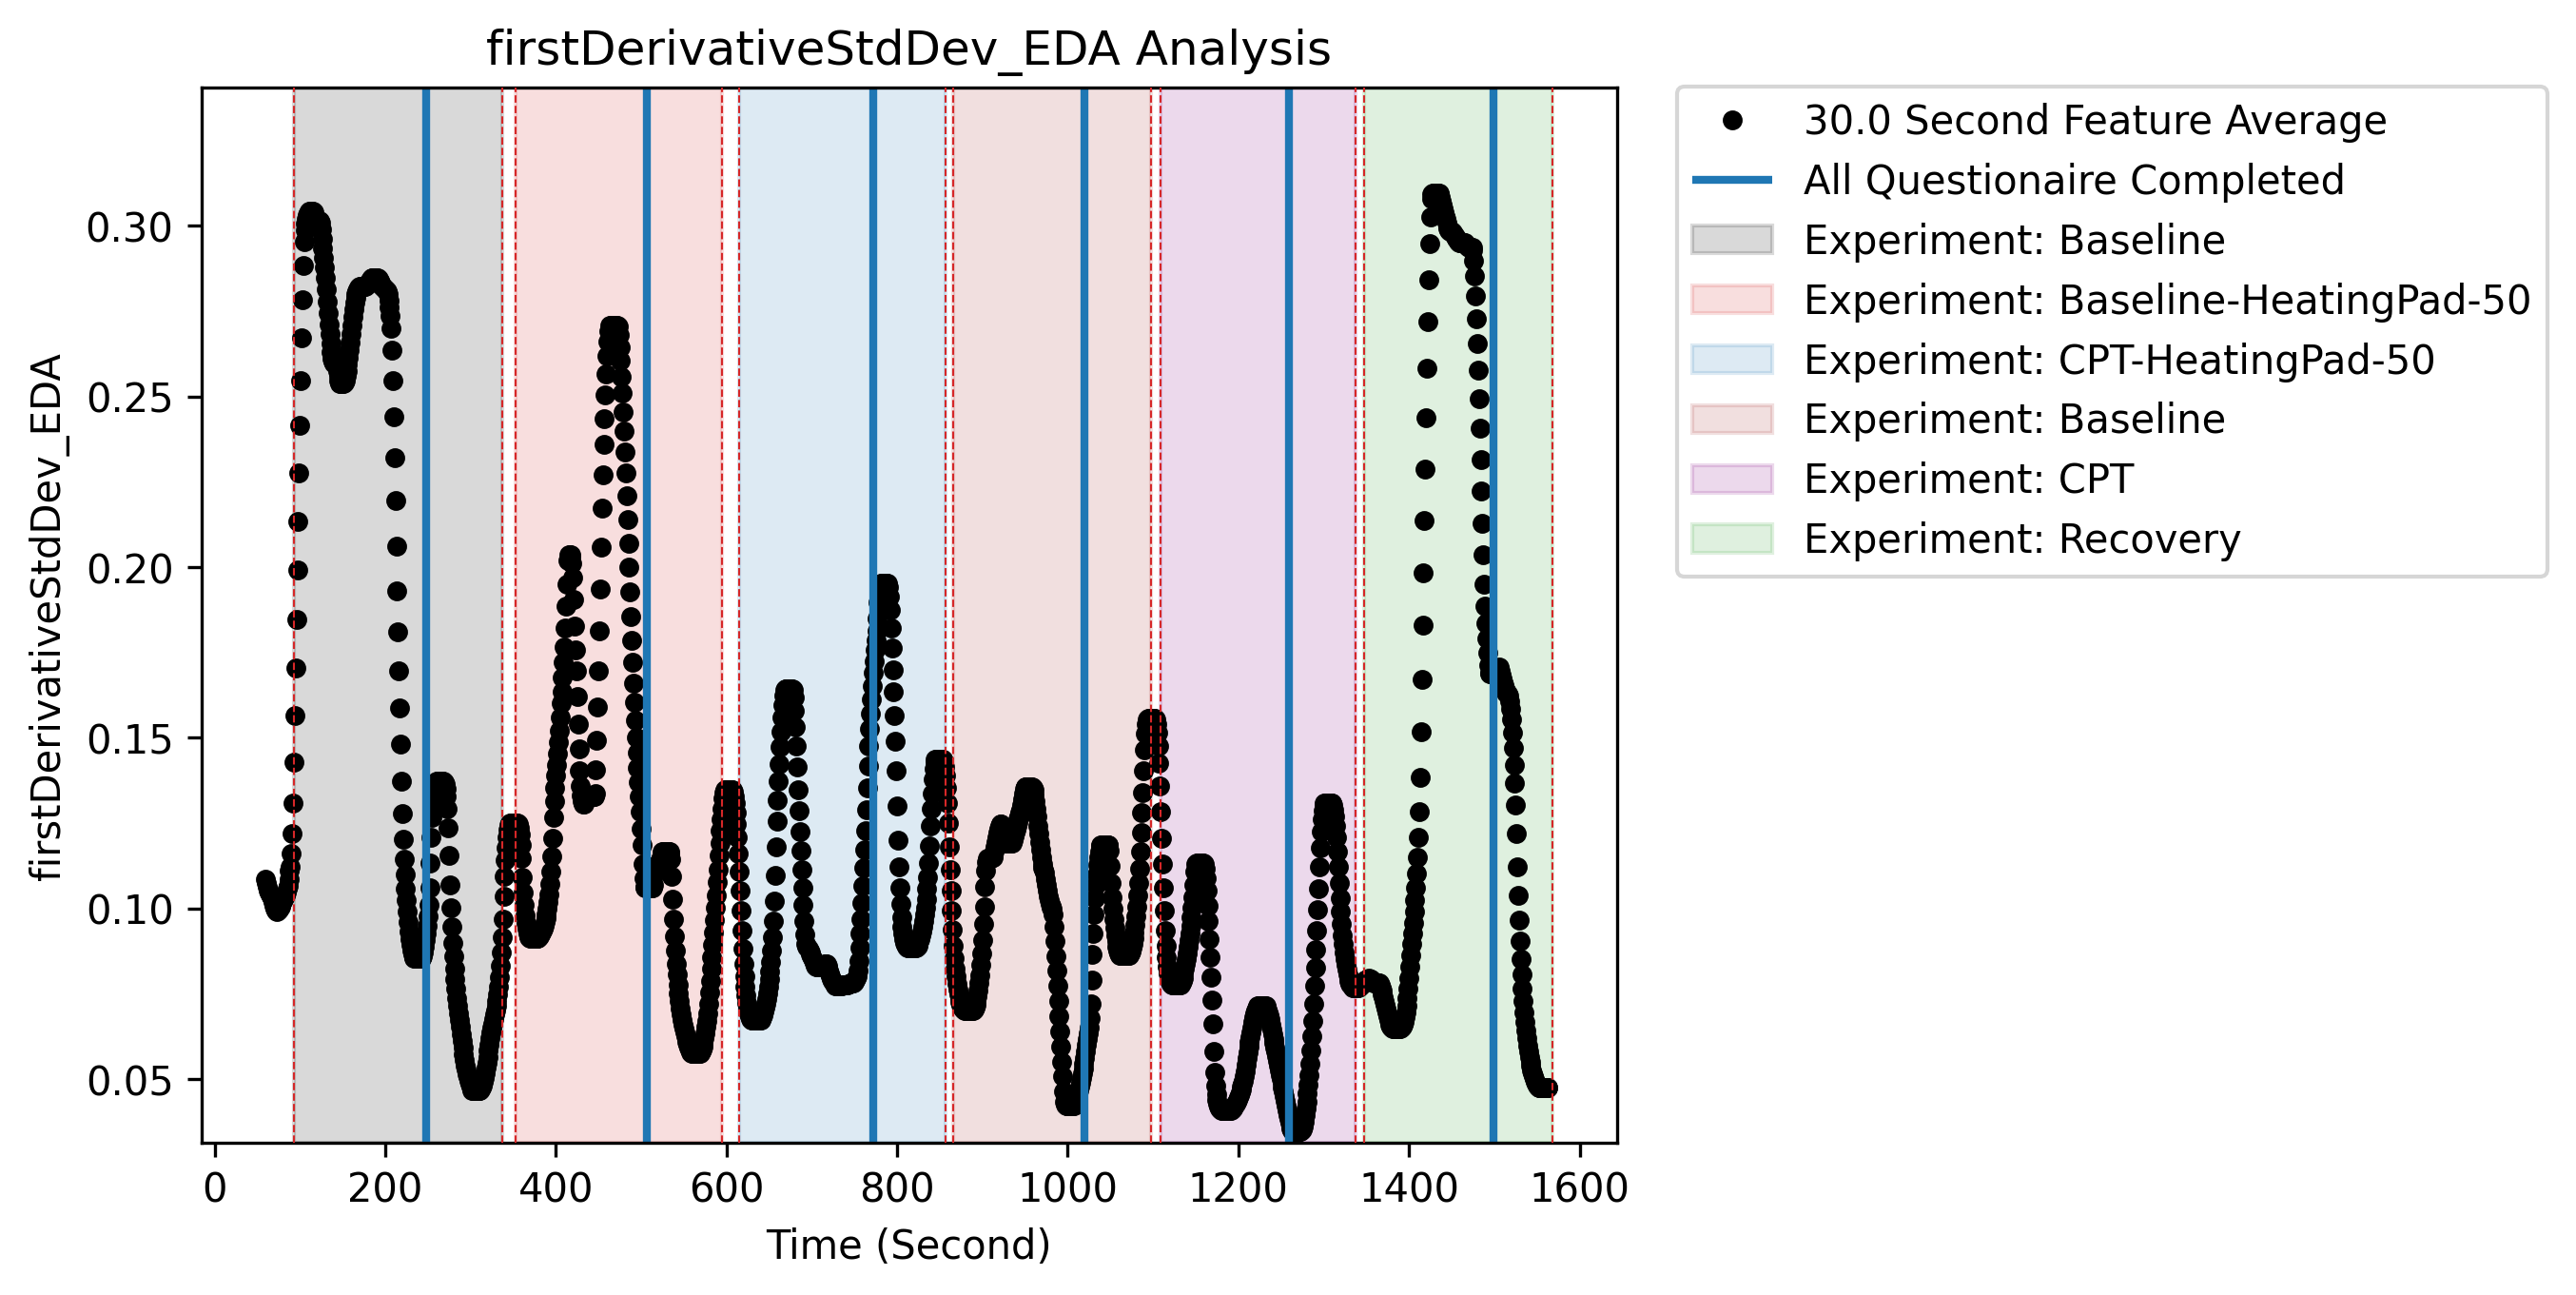 firstDerivativeStdDev_EDA Analysis
firstDerivativeStdDev_EDA
0.30
0.25
0.20
0.15
0.10
0.05
0 200 400 600 800 1000 1200 1400 1600
Time (Second)
30.0 Second Feature Average
All Questionaire Completed
Experiment: Baseline
Experiment: Baseline-HeatingPad-50
Experiment: CPT-HeatingPad-50
Experiment: Baseline
Experiment: CPT
Experiment: Recovery